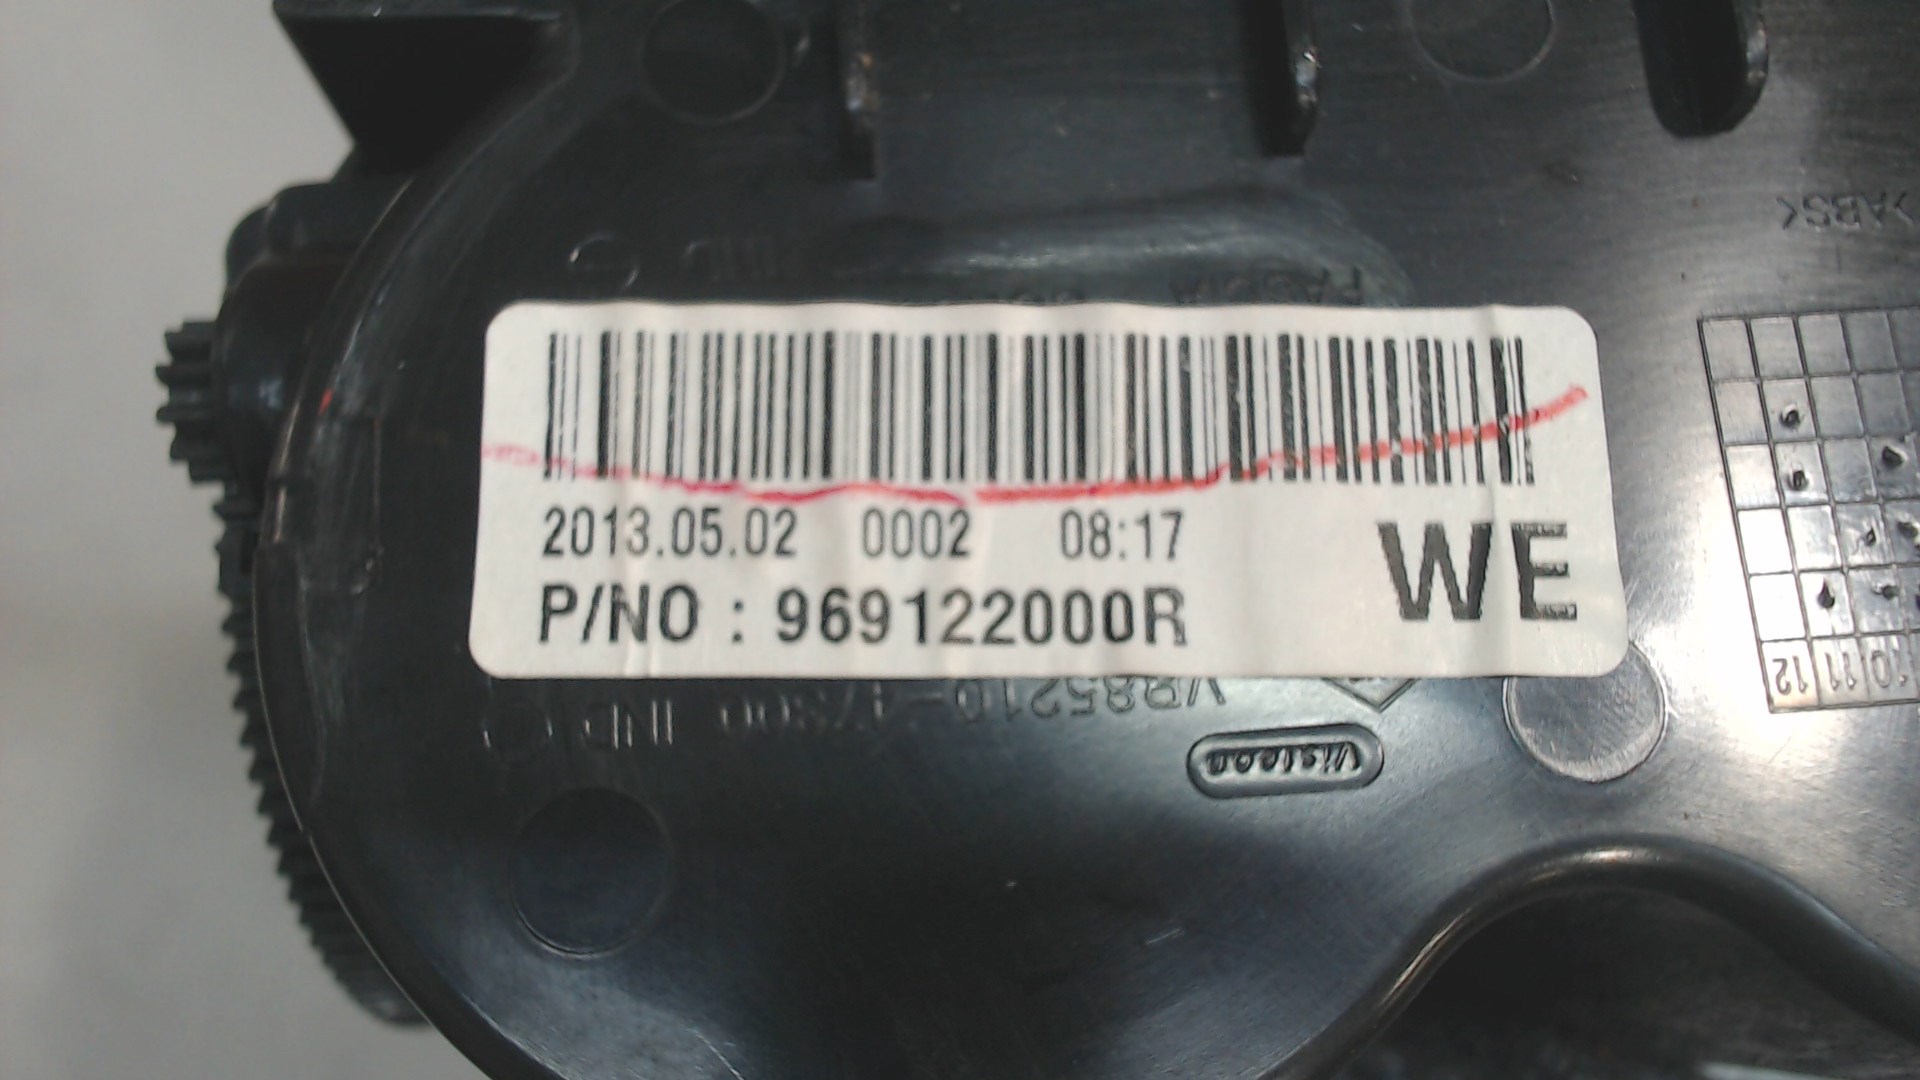 >ABS<
2013.05.02 0002 08:17
P/NO : 969122000R
WE
10 11 12
Visteon